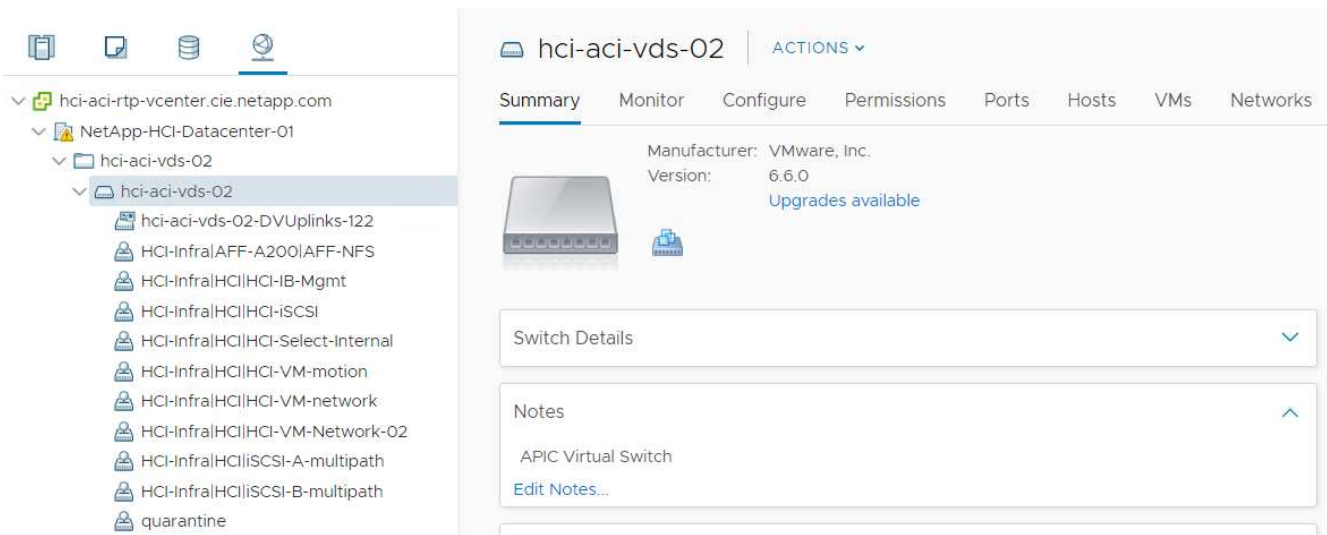 hci-aci-rtp-vcenter.cie.netapp.com
NetApp-HCI-Datacenter-01
hci-aci-vds-02
hci-aci-vds-02
hci-aci-vds-02-DVUplinks-122
HCI-Infra|AFF-A200|AFF-NFS
HCI-Infra|HCI|HCI-IB-Mgmt
HCI-Infra|HCI|HCI-iSCSI
HCI-Infra|HCI|HCI-Select-Internal
HCI-Infra|HCI|HCI-VM-motion
HCI-Infra|HCI|HCI-VM-network
HCI-Infra|HCI|HCI-VM-Network-02
HCI-Infra|HCI|iSCSI-A-multipath
HCI-Infra|HCI|iSCSI-B-multipath
quarantine
hci-aci-vds-02 ACTIONS
Summary Monitor Configure Permissions Ports Hosts VMs Networks
Manufacturer: VMware, Inc.
Version: 6.6.0
Upgrades available
Switch Details
Notes
APIC Virtual Switch
Edit Notes...